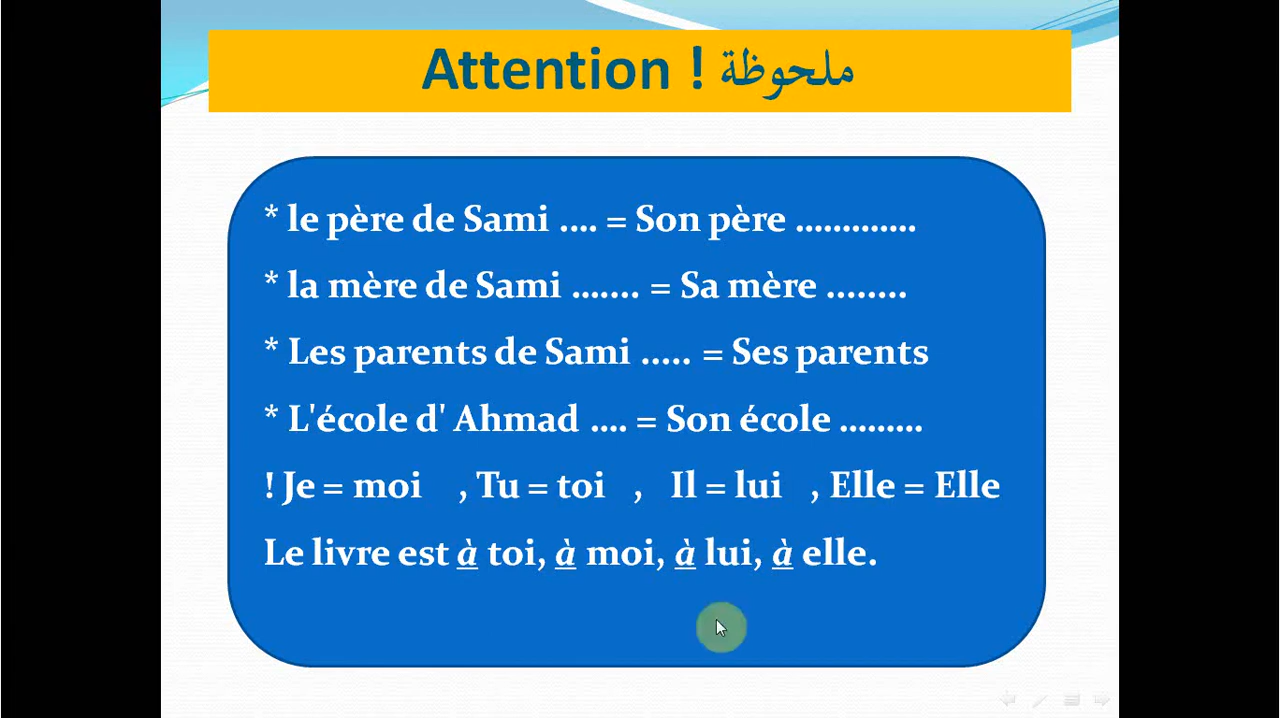 Attention ! ملحوظة
* le père de Sami .... = Son père .............
* la mère de Sami ....... = Sa mère ........
* Les parents de Sami ..... = Ses parents
* L'école d' Ahmad .... = Son école .........
! Je = moi , Tu = toi , Il = lui , Elle = Elle
Le livre est à toi, à moi, à lui, à elle.